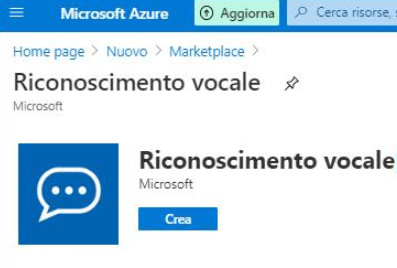 Microsoft Azure
Aggiorna
Cerca risorse,
Home page > Nuovo > Marketplace >
Riconoscimento vocale
Microsoft
Riconoscimento vocale
Microsoft
Crea